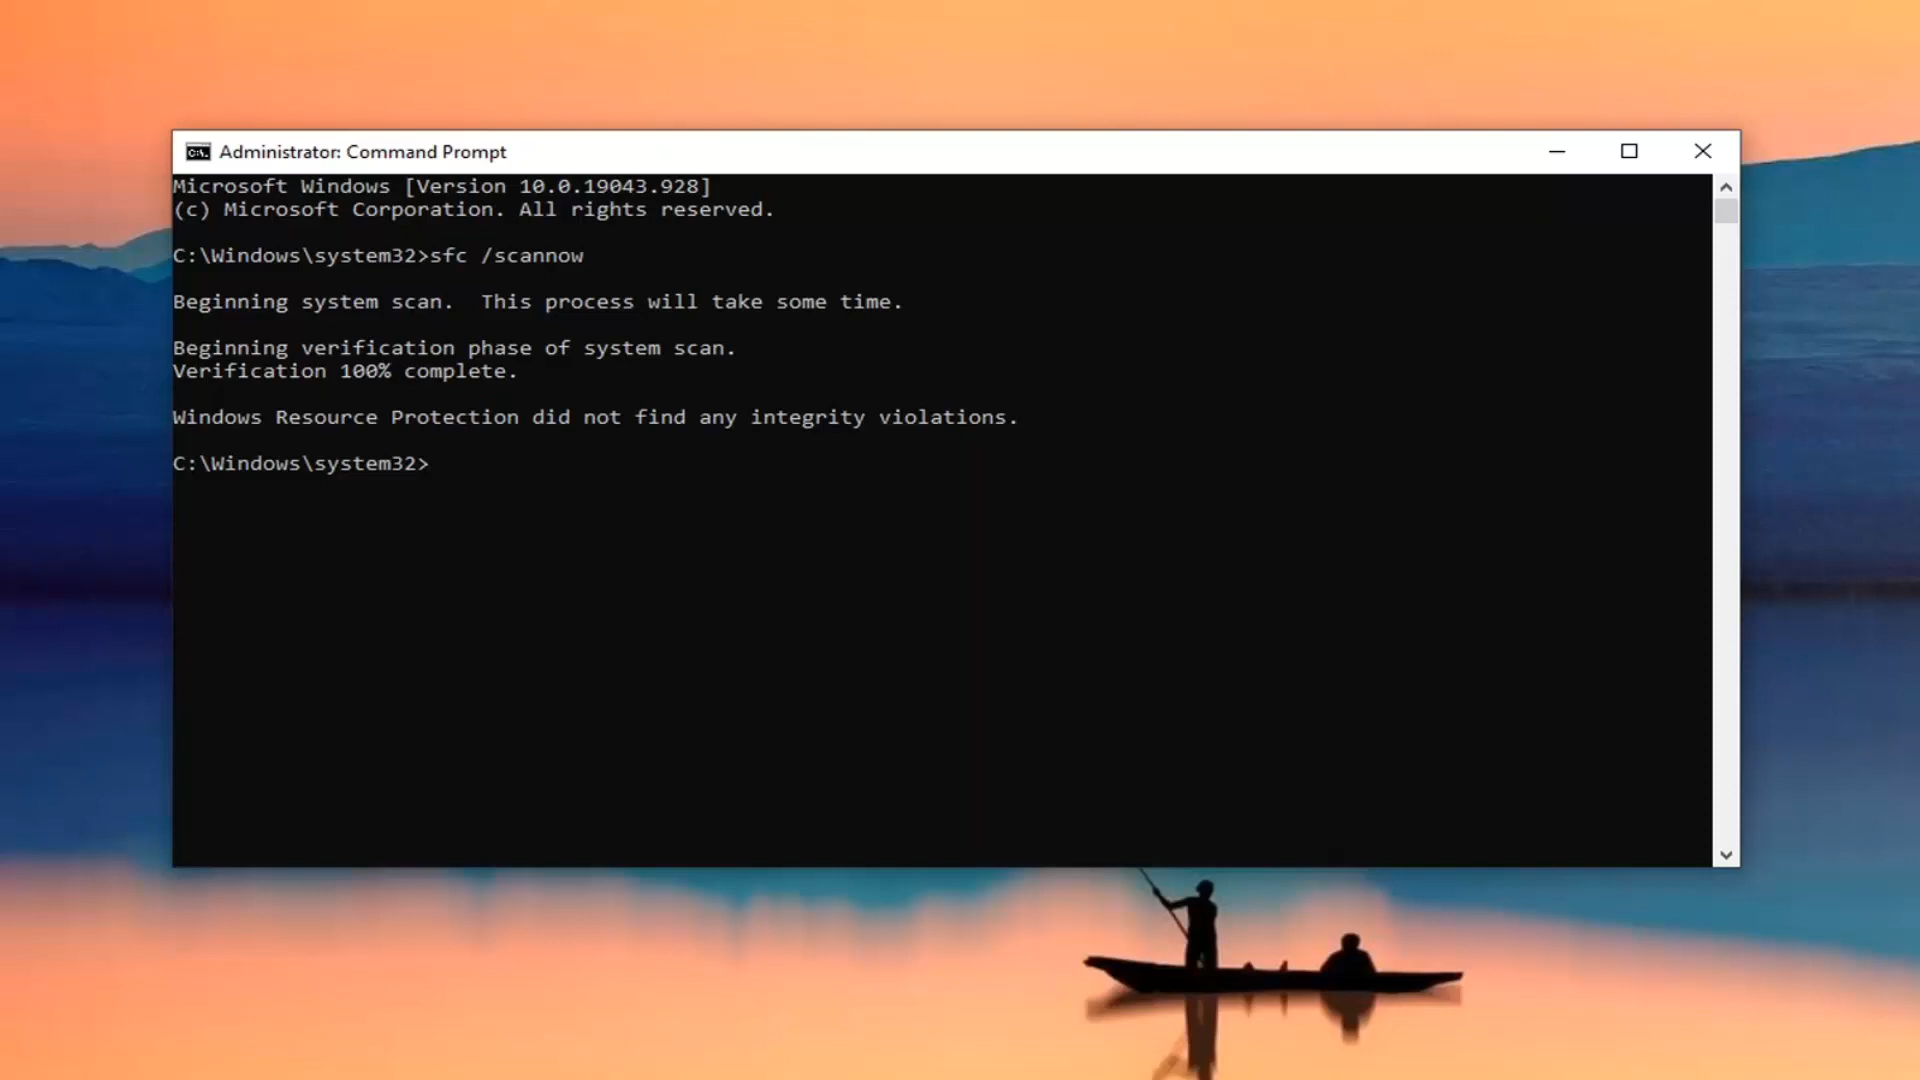 Administrator: Command Prompt
Microsoft Windows [Version 10.0.19043.928]
(c) Microsoft Corporation. All rights reserved.
C:\Windows\system32>sfc /scannow
Beginning system scan.  This process will take some time.
Beginning verification phase of system scan.
Verification 100% complete.
Windows Resource Protection did not find any integrity violations.
C:\Windows\system32>